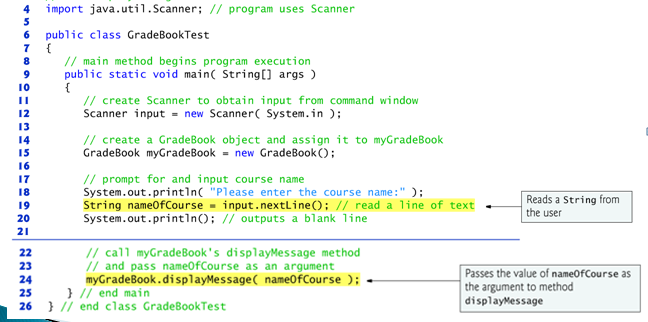 4 import java.util.Scanner; // program uses Scanner
5
6 public class GradeBookTest
7 {
8 // main method begins program execution
9 public static void main( String[] args )
10 {
11 // create Scanner to obtain input from command window
12 Scanner input = new Scanner( System.in );
13
14 // create a GradeBook object and assign it to myGradeBook
15 GradeBook myGradeBook = new GradeBook();
16
17 // prompt for and input course name
18 System.out.println( "Please enter the course name:" );
19 String nameOfCourse = input.nextLine(); // read a line of text
20 System.out.println(); // outputs a blank line
21
Reads a String from
the user
22 // call myGradeBook's displayMessage method
23 // and pass nameOfCourse as an argument
24 myGradeBook.displayMessage( nameOfCourse );
25 } // end main
26 } // end class GradeBookTest
Passes the value of nameOfCourse as
the argument to method
displayMessage